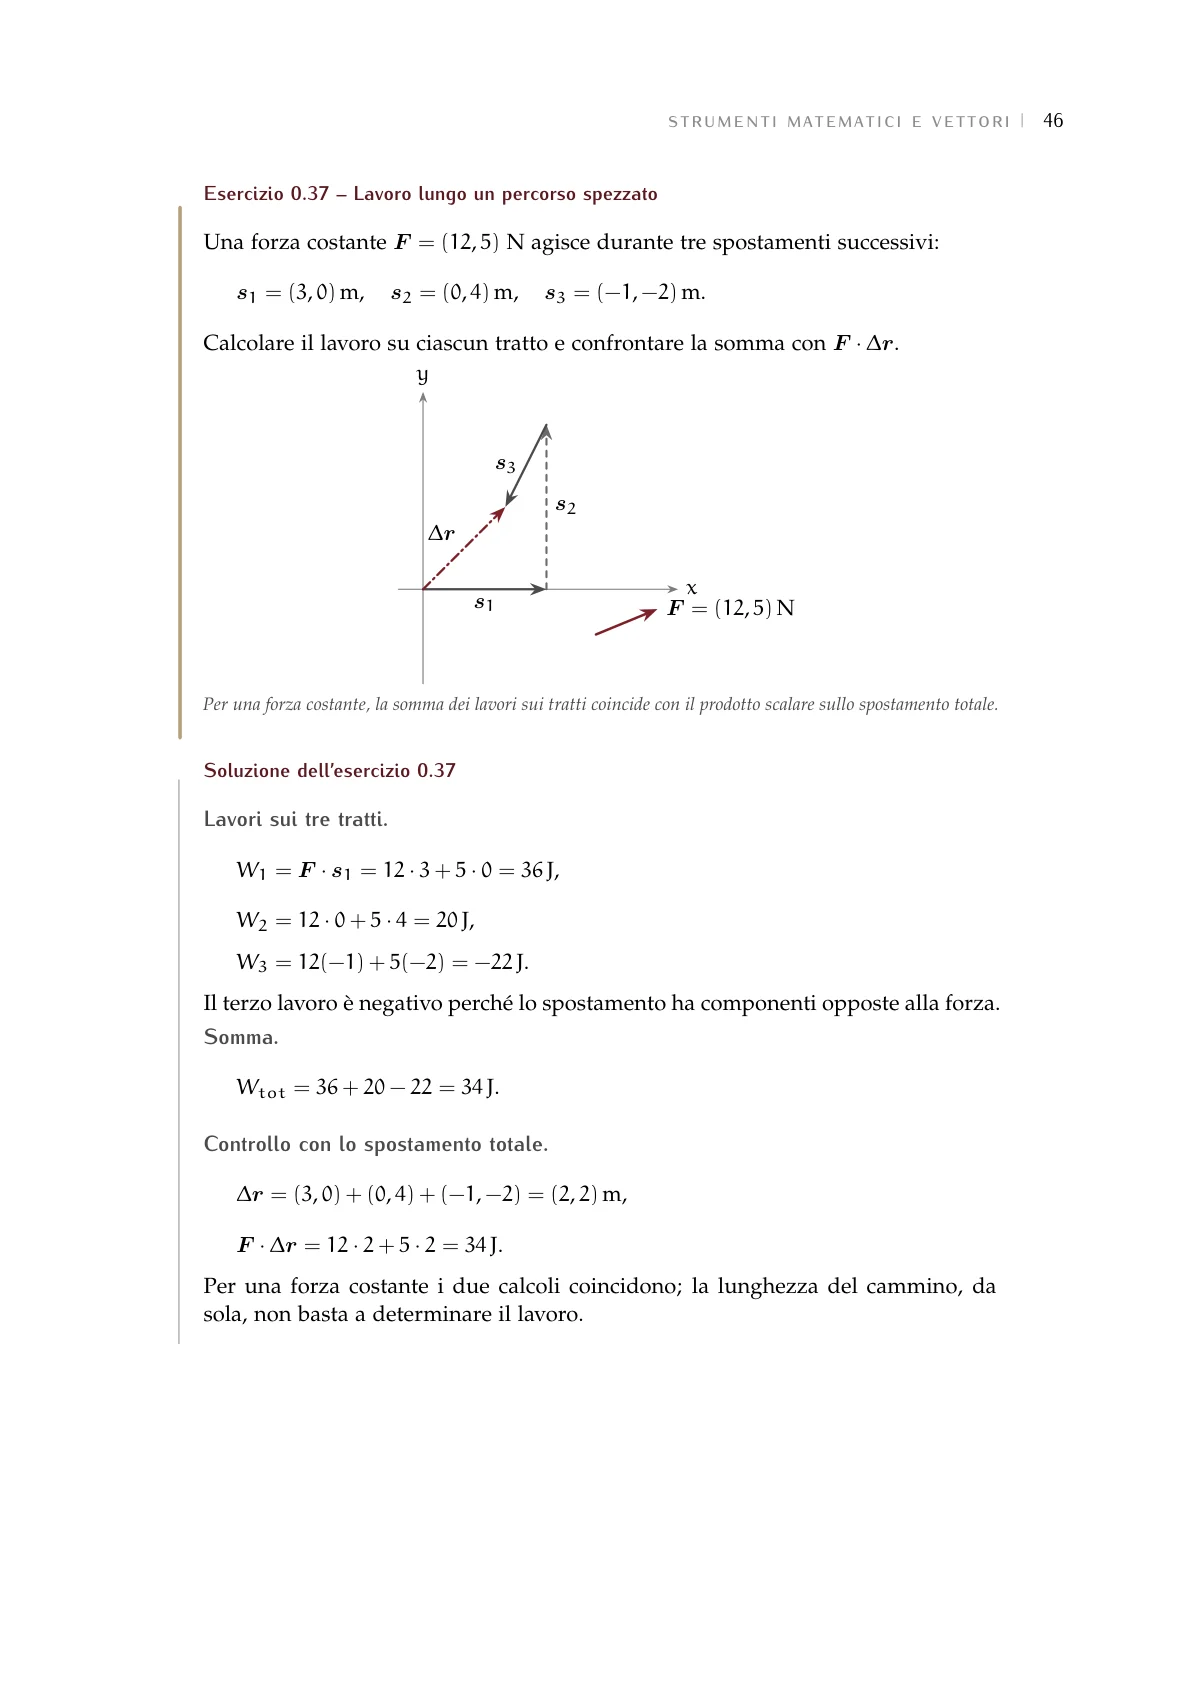 STRUMENTI MATEMATICI E VETTORI | 46
Esercizio 0.37 – Lavoro lungo un percorso spezzato
Una forza costante F = (12, 5) N agisce durante tre spostamenti successivi:
s₁ = (3, 0) m, s₂ = (0, 4) m, s₃ = (−1, −2) m.
Calcolare il lavoro su ciascun tratto e confrontare la somma con F · Δr.
y
s₃
s₂
Δr
x
s₁
F = (12, 5) N
Per una forza costante, la somma dei lavori sui tratti coincide con il prodotto scalare sullo spostamento totale.
Soluzione dell’esercizio 0.37
Lavori sui tre tratti.
W₁ = F · s₁ = 12 · 3 + 5 · 0 = 36 J,
W₂ = 12 · 0 + 5 · 4 = 20 J,
W₃ = 12(−1) + 5(−2) = −22 J.
Il terzo lavoro è negativo perché lo spostamento ha componenti opposte alla forza.
Somma.
Wtot = 36 + 20 − 22 = 34 J.
Controllo con lo spostamento totale.
Δr = (3, 0) + (0, 4) + (−1, −2) = (2, 2) m,
F · Δr = 12 · 2 + 5 · 2 = 34 J.
Per una forza costante i due calcoli coincidono; la lunghezza del cammino, da
sola, non basta a determinare il lavoro.